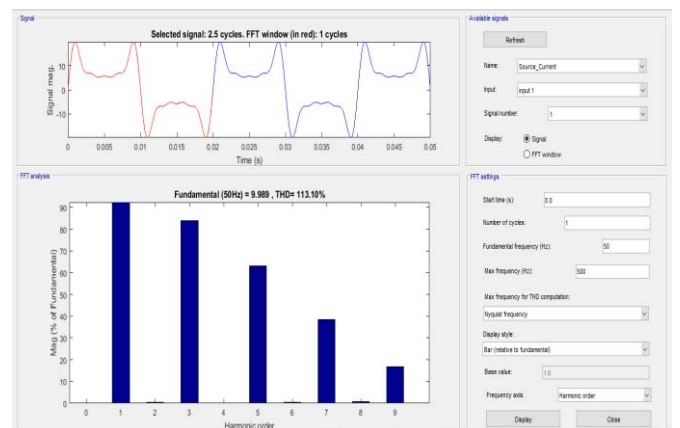 Signal
Selected signal: 2.5 cycles. FFT window (in red): 1 cycles
Signal mag.
10
0
-10
0 0.005 0.01 0.015 0.02 0.025 0.03 0.035 0.04 0.045 0.05
Time (s)
FFT analysis
Fundamental (50Hz) = 9.989 , THD= 113.10%
Mag (% of Fundamental)
90
80
70
60
50
40
30
20
10
0
0 1 2 3 4 5 6 7 8 9
Harmonic order
Available signals
Refresh
Name: Source_Current
Input: input 1
Signal number: 1
Display: Signal
FFT window
FFT settings
Start time (s): 0.0
Number of cycles: 1
Fundamental frequency (Hz): 50
Max frequency (Hz): 500
Max frequency for THD computation:
Nyquist frequency
Display style:
Bar (relative to fundamental)
Base value: 1.0
Frequency axis: Harmonic order
Display Close